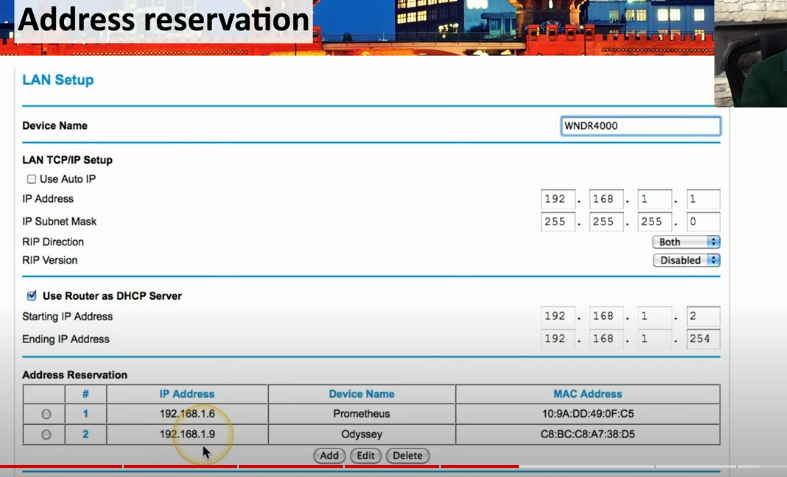 Address reservation
LAN Setup
Device Name WNDR4000
LAN TCP/IP Setup
Use Auto IP
IP Address 192 . 168 . 1 . 1
IP Subnet Mask 255 . 255 . 255 . 0
RIP Direction Both
RIP Version Disabled
Use Router as DHCP Server
Starting IP Address 192 . 168 . 1 . 2
Ending IP Address 192 . 168 . 1 . 254
Address Reservation
# IP Address Device Name MAC Address
1 192.168.1.6 Prometheus 10:9A:DD:49:0F:C5
2 192.168.1.9 Odyssey C8:BC:C8:A7:38:D5
Add Edit Delete